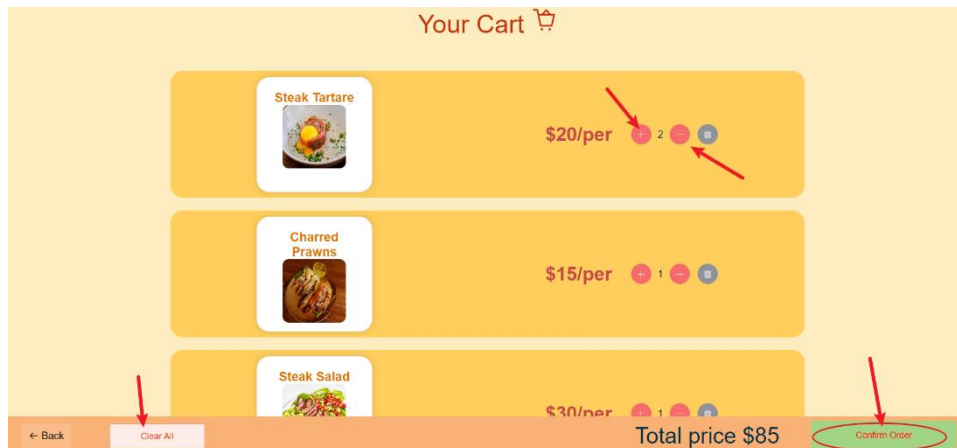 Your Cart
Steak Tartare
$20/per
2
Charred
Prawns
$15/per
1
Steak Salad
$30/per
1
← Back
Clear All
Total price $85
Confirm Order